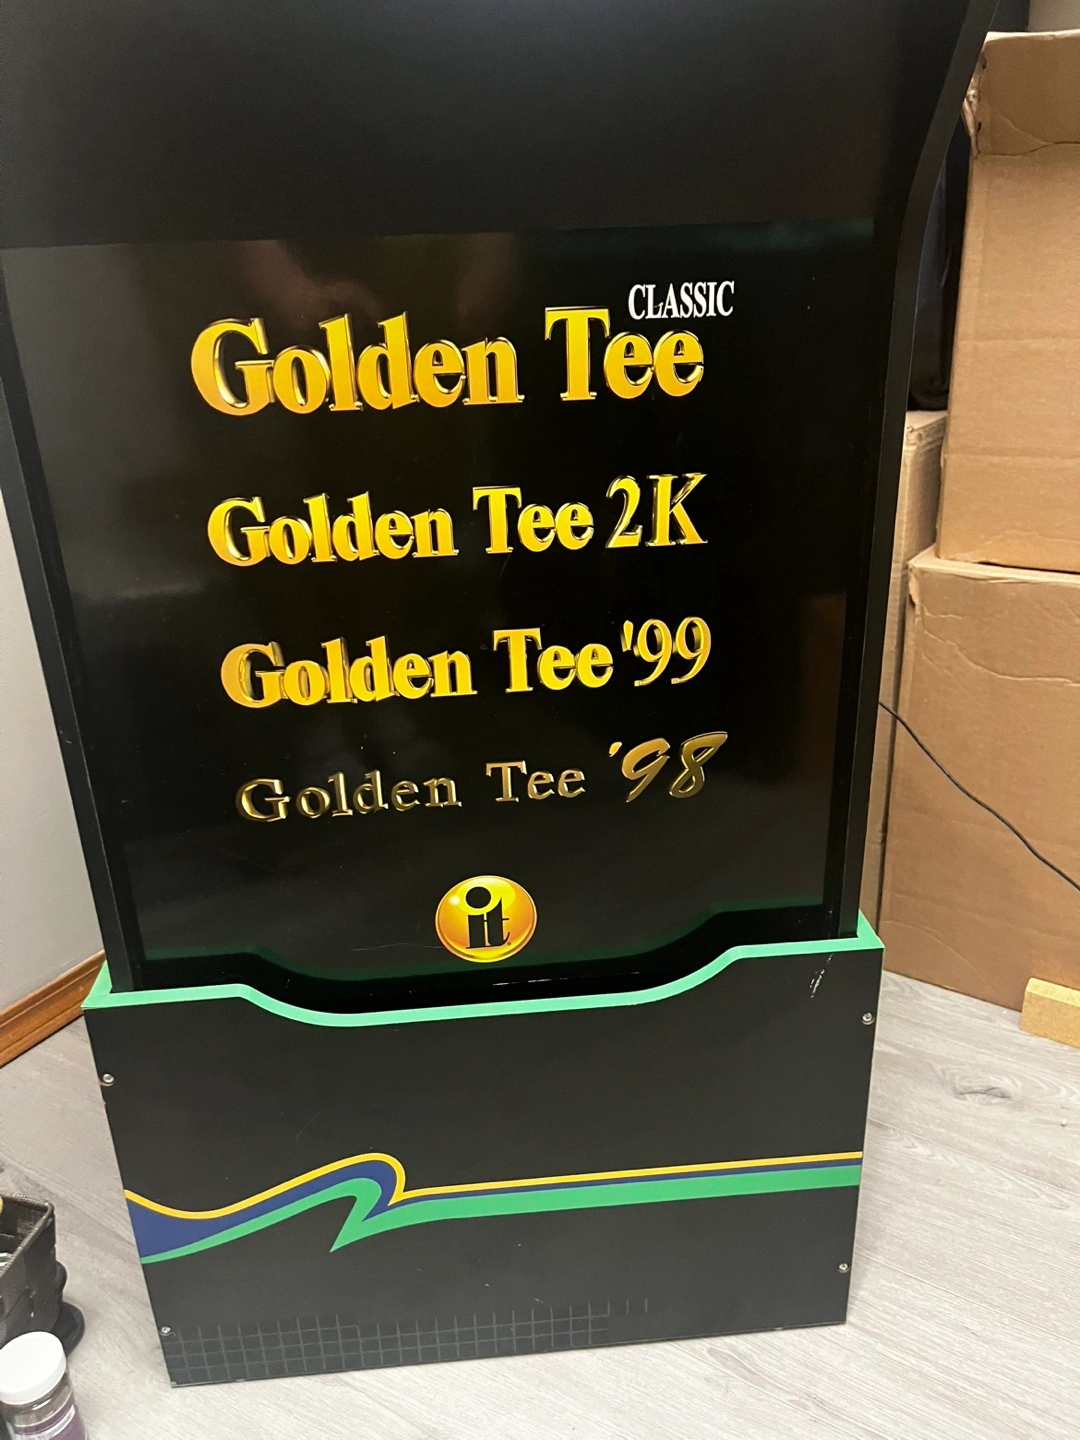 CLASSIC
Golden Tee
Golden Tee 2K
Golden Tee '99
Golden Tee '98
it